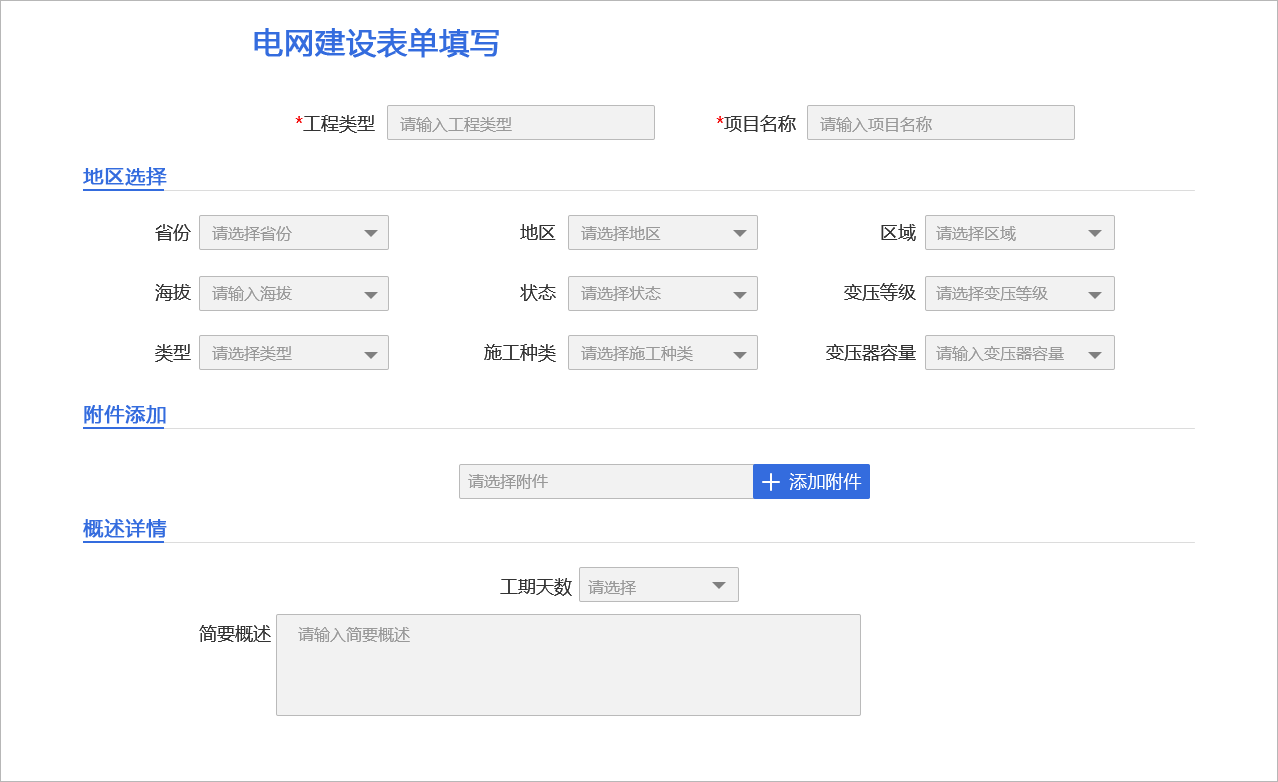 电网建设表单填写
*工程类型 请输入工程类型 *项目名称 请输入项目名称
地区选择
省份 请选择省份 地区 请选择地区 区域 请选择区域
海拔 请输入海拔 状态 请选择状态 变压等级 请选择变压等级
类型 请选择类型 施工种类 请选择施工种类 变压器容量 请输入变压器容量
附件添加
请选择附件 添加附件
概述详情
工期天数 请选择
简要概述 请输入简要概述